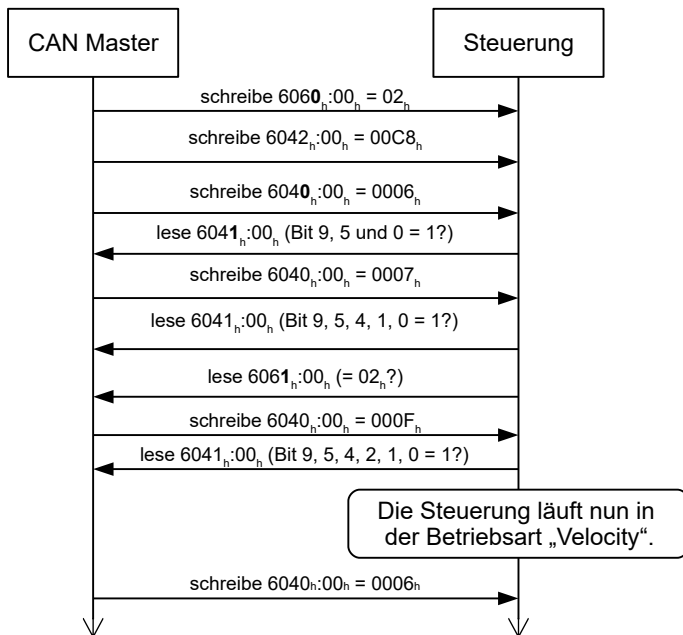 CAN Master
Steuerung
schreibe 6060ₕ:00ₕ = 02ₕ
schreibe 6042ₕ:00ₕ = 00C8ₕ
schreibe 6040ₕ:00ₕ = 0006ₕ
lese 6041ₕ:00ₕ (Bit 9, 5 und 0 = 1?)
schreibe 6040ₕ:00ₕ = 0007ₕ
lese 6041ₕ:00ₕ (Bit 9, 5, 4, 1, 0 = 1?)
lese 6061ₕ:00ₕ (= 02ₕ?)
schreibe 6040ₕ:00ₕ = 000Fₕ
lese 6041ₕ:00ₕ (Bit 9, 5, 4, 2, 1, 0 = 1?)
Die Steuerung läuft nun in
der Betriebsart „Velocity“.
schreibe 6040ₕ:00ₕ = 0006ₕ